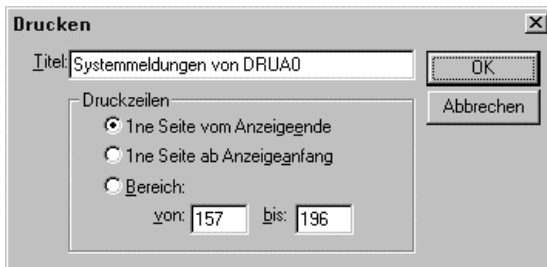 Drucken
Titel: Systemmeldungen von DRUA0
OK
Abbrechen
Druckzeilen
1ne Seite vom Anzeigeende
1ne Seite ab Anzeigeanfang
Bereich:
von: 157 bis: 196